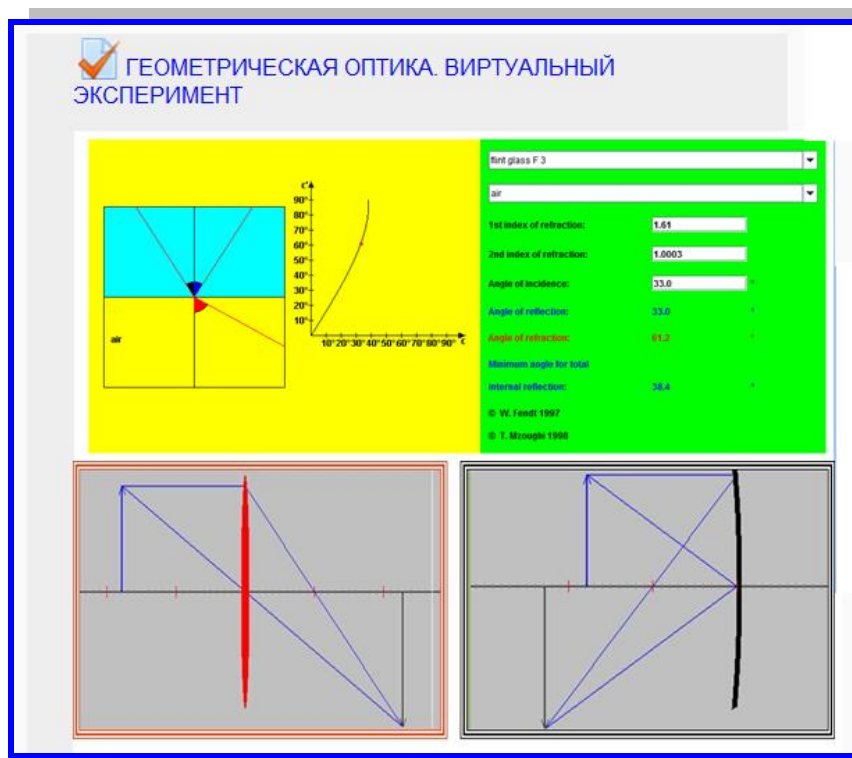 ГЕОМЕТРИЧЕСКАЯ ОПТИКА. ВИРТУАЛЬНЫЙ
ЭКСПЕРИМЕНТ
flint glass F 3
air
1st index of refraction: 1.61
2nd index of refraction: 1.0003
Angle of incidence: 33.0 °
Angle of reflection: 33.0 °
Angle of refraction: 61.2 °
Minimum angle for total
internal reflection: 38.4 °
© W. Fendt 1997
© T. Mzoughi 1998
air
ε'
90°
80°
70°
60°
50°
40°
30°
20°
10°
10° 20° 30° 40° 50° 60° 70° 80° 90° ε